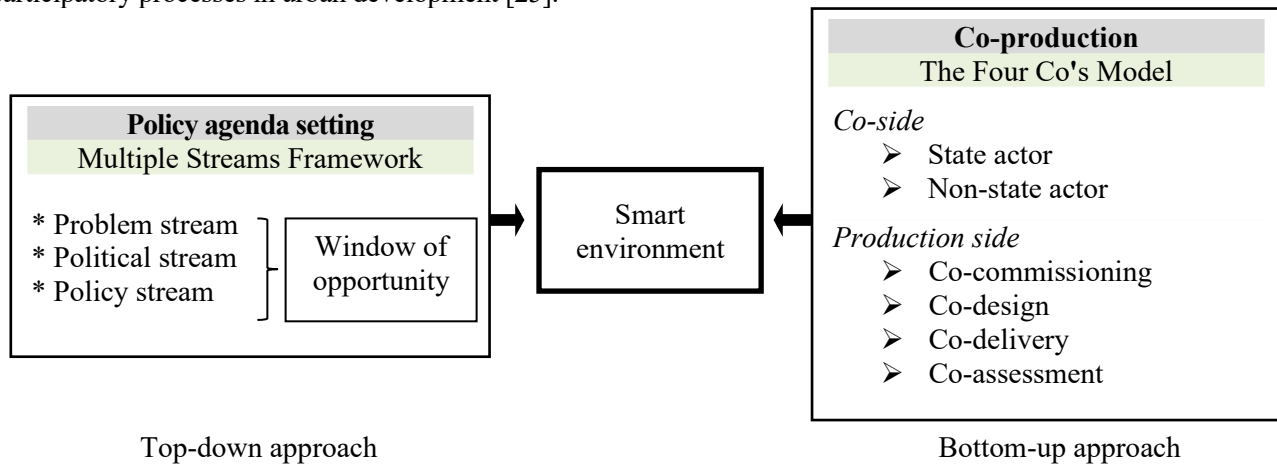 participatory processes in urban development [25].
Policy agenda setting
Multiple Streams Framework
* Problem stream
* Political stream
* Policy stream
Window of
opportunity
Smart
environment
Co-production
The Four Co's Model
Co-side
➢ State actor
➢ Non-state actor
Production side
➢ Co-commissioning
➢ Co-design
➢ Co-delivery
➢ Co-assessment
Top-down approach
Bottom-up approach